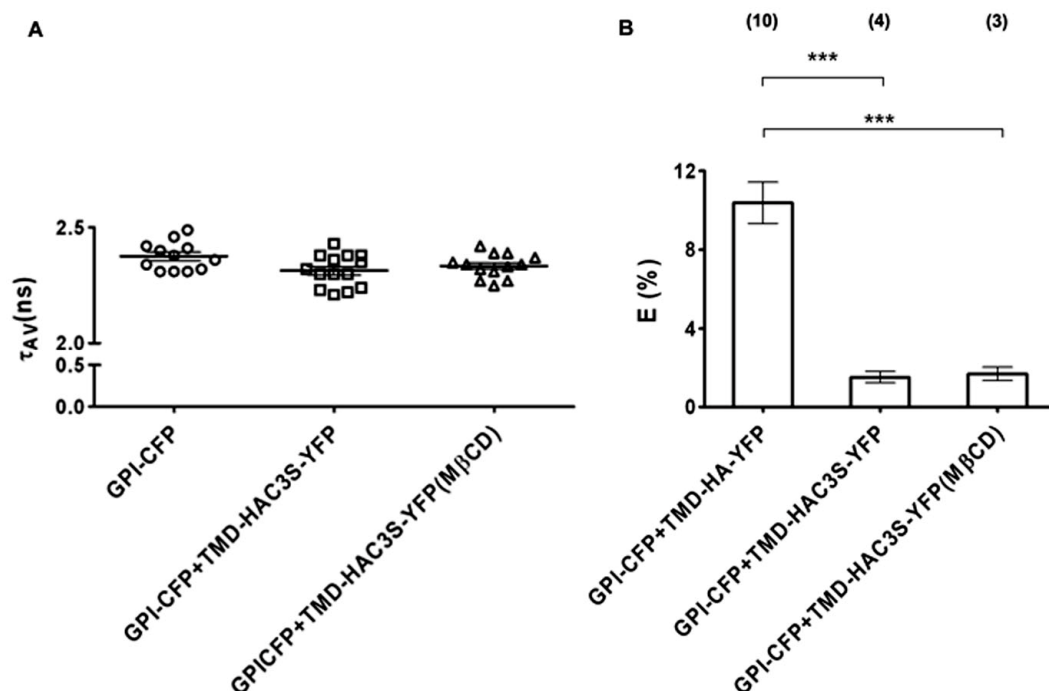 A
τAV(ns)
2.5
2.0
0.5
0.0
GPI-CFP
GPI-CFP+TMD-HAC3S-YFP
GPICFP+TMD-HAC3S-YFP(MβCD)
B
(10) (4) (3)
***
***
E (%)
12
8
4
0
GPI-CFP+TMD-HA-YFP
GPI-CFP+TMD-HAC3S-YFP
GPI-CFP+TMD-HAC3S-YFP(MβCD)